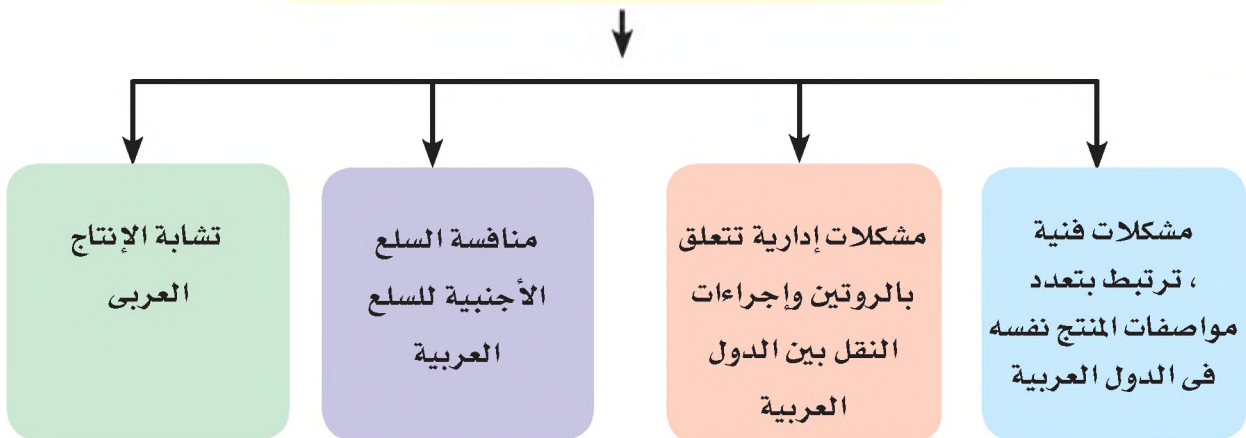 مشكلات فنية
، ترتبط بتعدد
مواصفات المنتج نفسه
فى الدول العربية
مشكلات إدارية تتعلق
بالروتين وإجراءات
النقل بين الدول
العربية
منافسة السلع
الأجنبية للسلع
العربية
تشابة الإنتاج
العربى